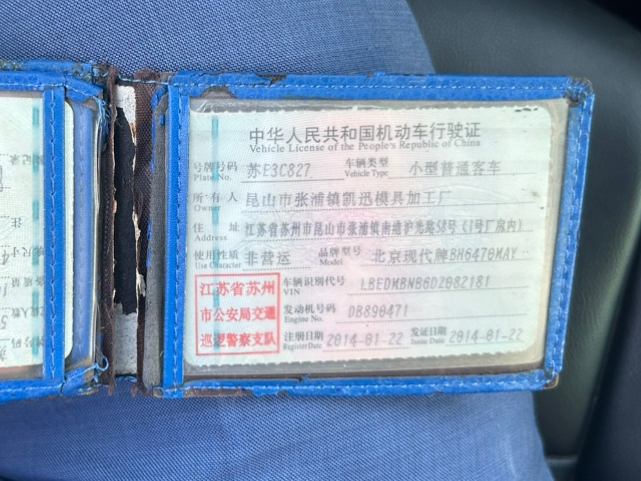 中华人民共和国机动车行驶证
Vehicle License of the People's Republic of China
号牌号码 Plate No. 苏E3C827 车辆类型 Vehicle Type 小型普通客车
所有人 Owner 昆山市张浦镇凯迅模具加工厂
住址 Address 江苏省苏州市昆山市张浦镇南港沪光路58号(1号厂房内)
使用性质 Use Character 非营运 品牌型号 Model 北京现代牌BH6470MAY
江苏省苏州
市公安局交通
巡逻警察支队
车辆识别代号 VIN LBEDMBNB6DZ082181
发动机号码 Engine No. DB890471
注册日期 Register Date 2014-01-22 发证日期 Issue Date 2014-01-22